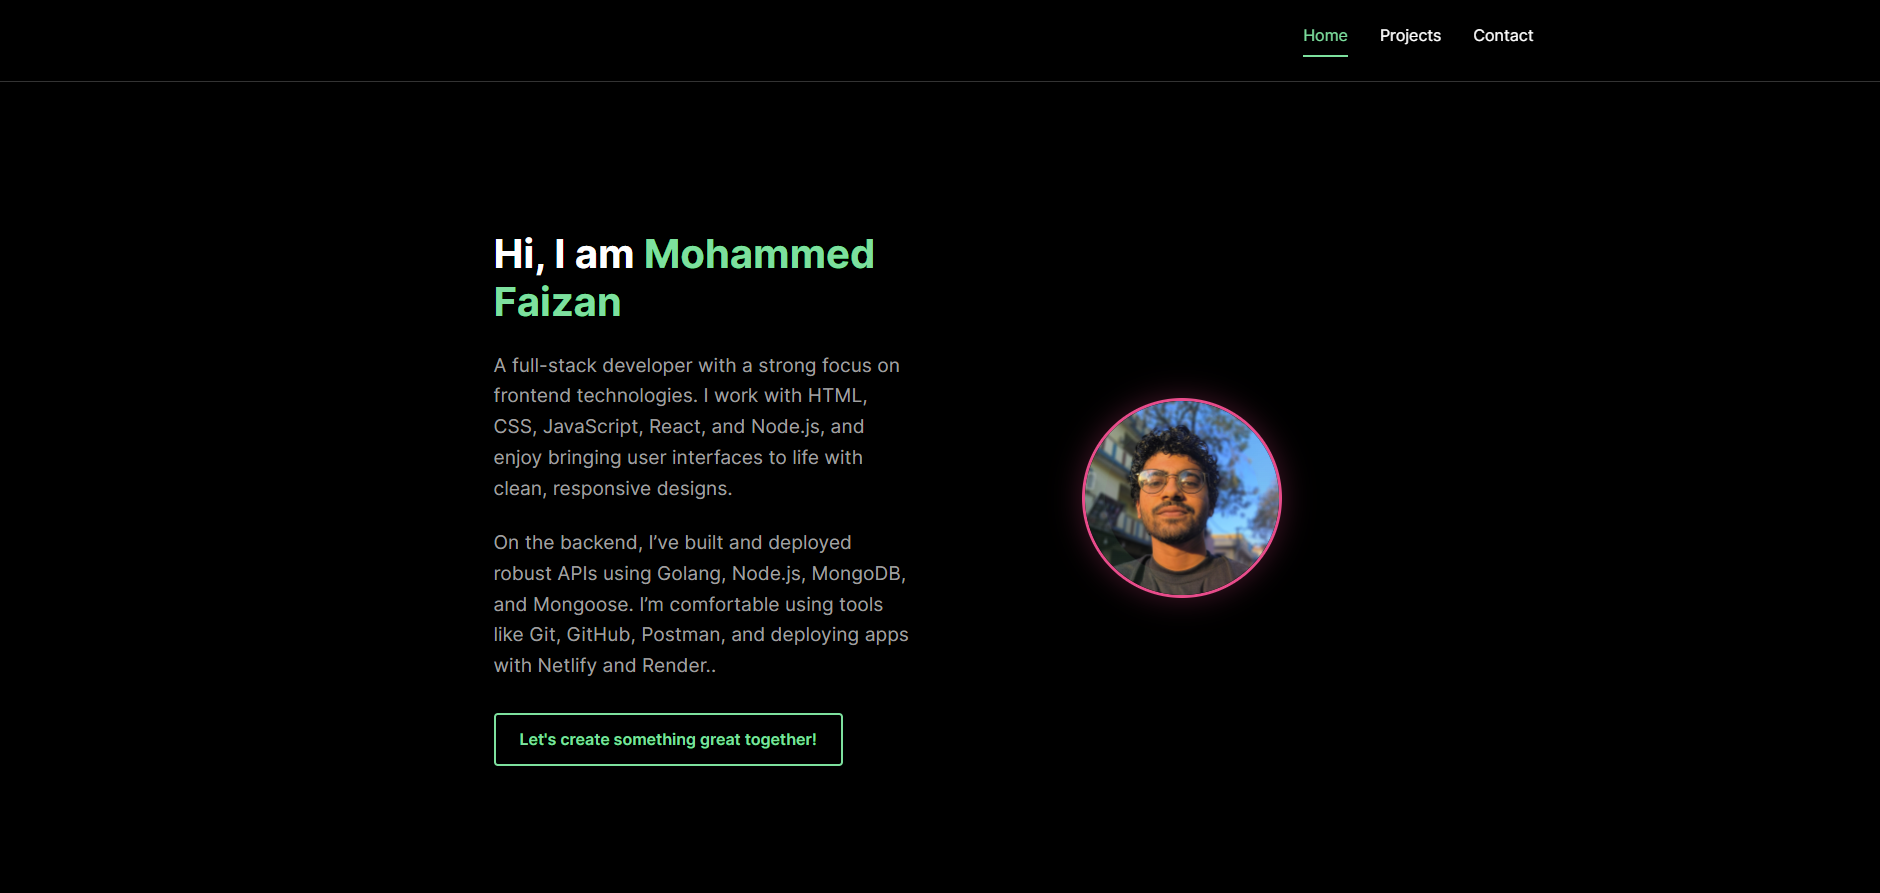 Home Projects Contact
Hi, I am Mohammed
Faizan
A full-stack developer with a strong focus on
frontend technologies. I work with HTML,
CSS, JavaScript, React, and Node.js, and
enjoy bringing user interfaces to life with
clean, responsive designs.
On the backend, I’ve built and deployed
robust APIs using Golang, Node.js, MongoDB,
and Mongoose. I’m comfortable using tools
like Git, GitHub, Postman, and deploying apps
with Netlify and Render..
Let's create something great together!